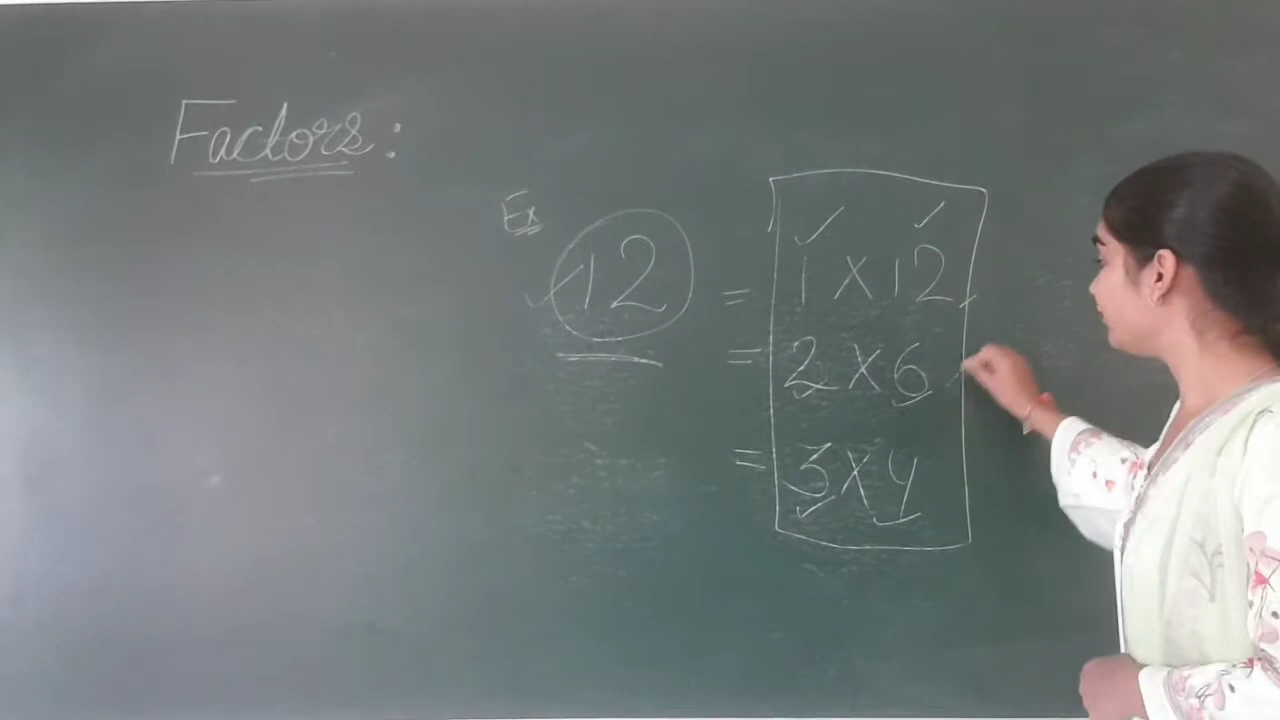 Factors:
Ex
12 = 1 X 12
= 2 X 6
= 3 X 4